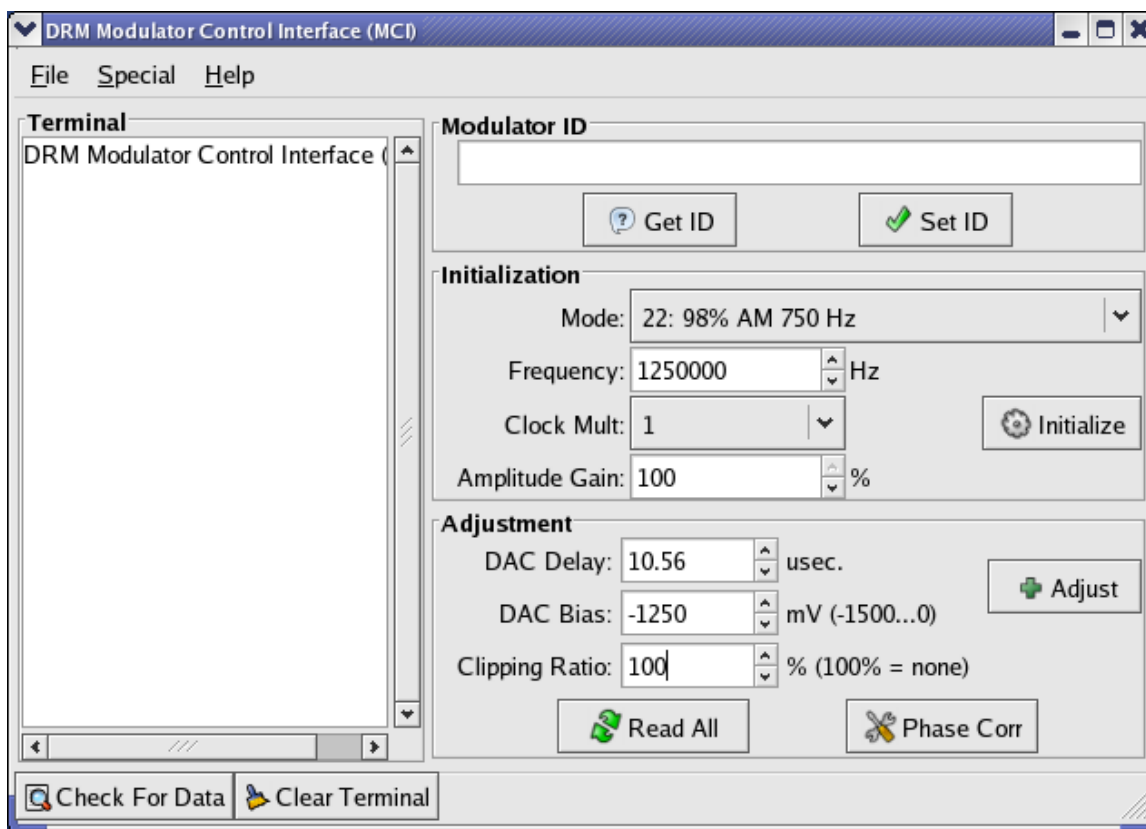 DRM Modulator Control Interface (MCI)
File Special Help
Terminal
DRM Modulator Control Interface (
Modulator ID
Get ID Set ID
Initialization
Mode: 22: 98% AM 750 Hz
Frequency: 1250000 Hz
Clock Mult: 1
Initialize
Amplitude Gain: 100 %
Adjustment
DAC Delay: 10.56 usec.
Adjust
DAC Bias: -1250 mV (-1500...0)
Clipping Ratio: 100 % (100% = none)
Read All Phase Corr
Check For Data Clear Terminal